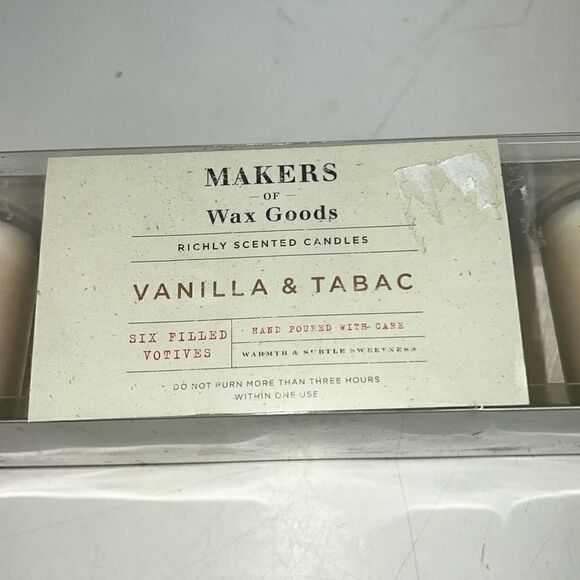 MAKERS
OF
Wax Goods
RICHLY SCENTED CANDLES
VANILLA & TABAC
SIX FILLED
VOTIVES
HAND POURED WITH CARE
WARMTH & SUBTLE SWEETNESS
DO NOT BURN MORE THAN THREE HOURS
WITHIN ONE USE